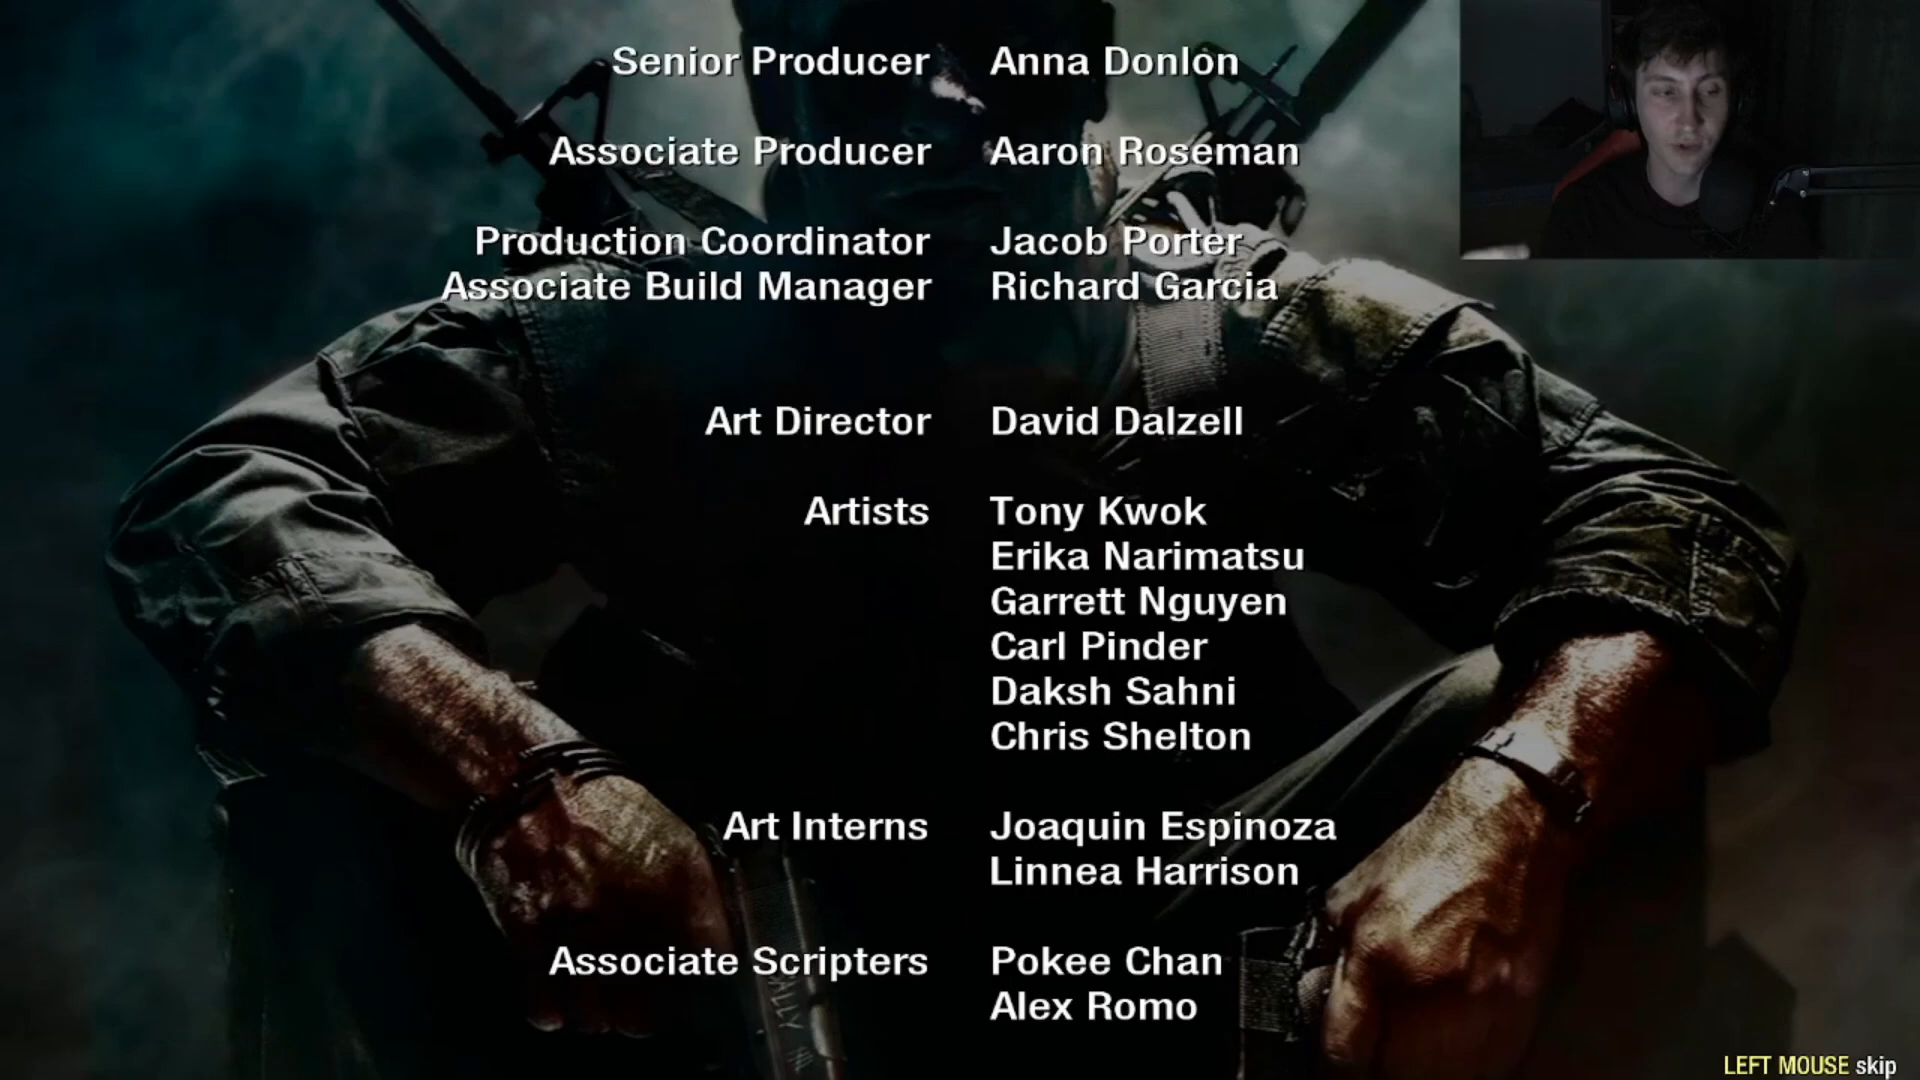 Senior Producer Anna Donlon
Associate Producer Aaron Roseman
Production Coordinator Jacob Porter
Associate Build Manager Richard Garcia
Art Director David Dalzell
Artists Tony Kwok
Erika Narimatsu
Garrett Nguyen
Carl Pinder
Daksh Sahni
Chris Shelton
Art Interns Joaquin Espinoza
Linnea Harrison
Associate Scripters Pokee Chan
Alex Romo
LEFT MOUSE skip